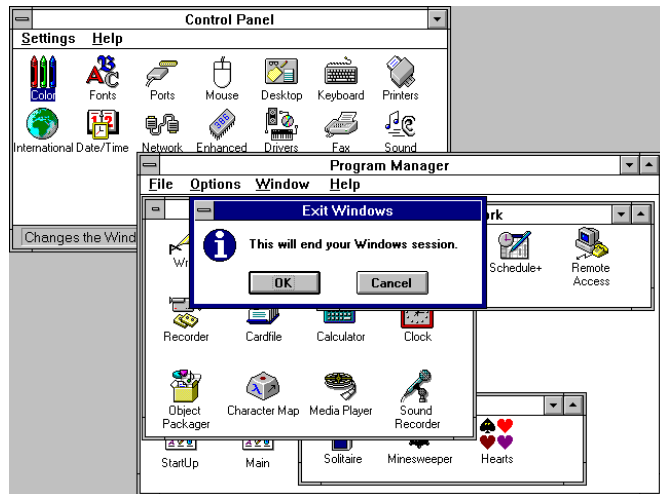 Control Panel
Settings Help
Color Fonts Ports Mouse Desktop Keyboard Printers
International Date/Time Network Enhanced Drivers Fax Sound
Changes the Wind
Program Manager
File Options Window Help
Exit Windows
This will end your Windows session.
OK Cancel
Schedule+ Remote
Access
Recorder Cardfile Calculator Clock
Object
Packager Character Map Media Player Sound
Recorder
StartUp Main Solitaire Minesweeper Hearts